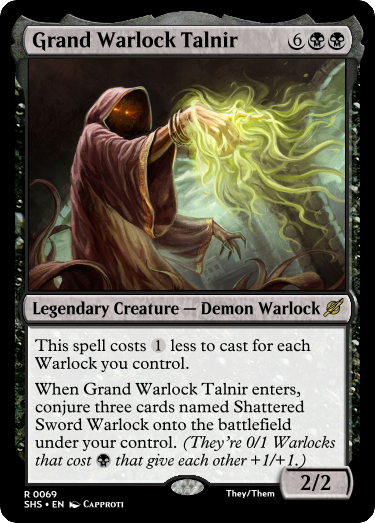 Grand Warlock Talnir 6
Legendary Creature — Demon Warlock
This spell costs 1 less to cast for each
Warlock you control.
When Grand Warlock Talnir enters,
conjure three cards named Shattered
Sword Warlock onto the battlefield
under your control. (They're 0/1 Warlocks
that cost that give each other +1/+1.)
2/2
R 0069
They/Them
SHS • EN CAPPROTI